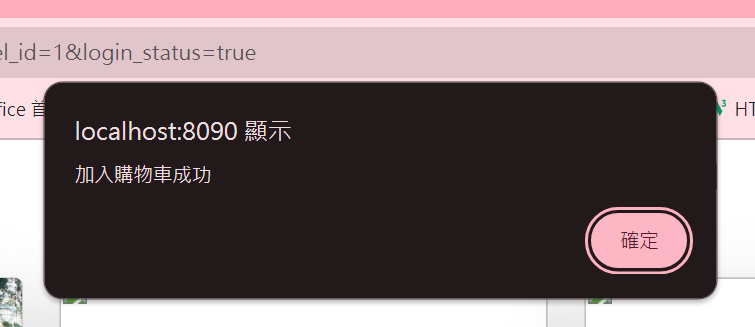 el_id=1&login_status=true
ffice 首
HT
localhost:8090 顯示
加入購物車成功
確定